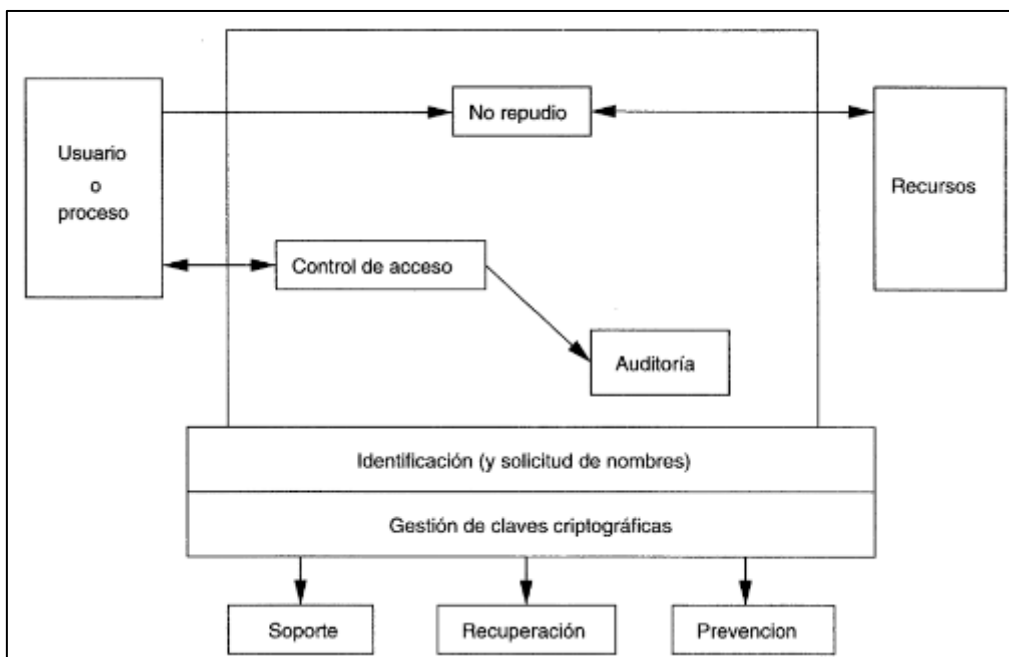 No repudio
Usuario
o
proceso
Recursos
Control de acceso
Auditoría
Identificación (y solicitud de nombres)
Gestión de claves criptográficas
Soporte
Recuperación
Prevencion